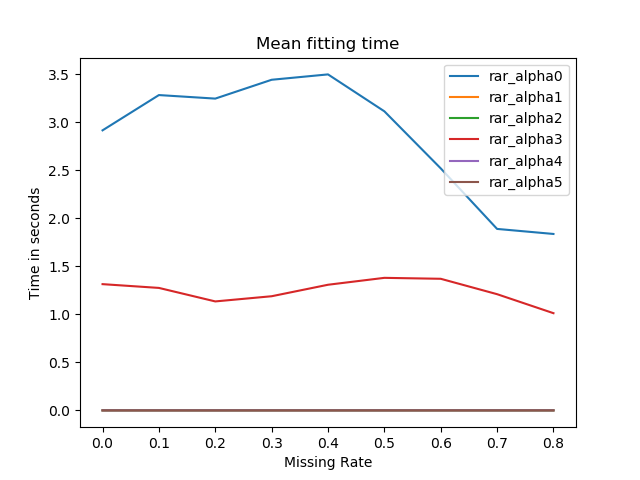 Mean fitting time
rar_alpha0
rar_alpha1
rar_alpha2
rar_alpha3
rar_alpha4
rar_alpha5
3.5
3.0
2.5
2.0
1.5
1.0
0.5
0.0
Time in seconds
0.0 0.1 0.2 0.3 0.4 0.5 0.6 0.7 0.8
Missing Rate